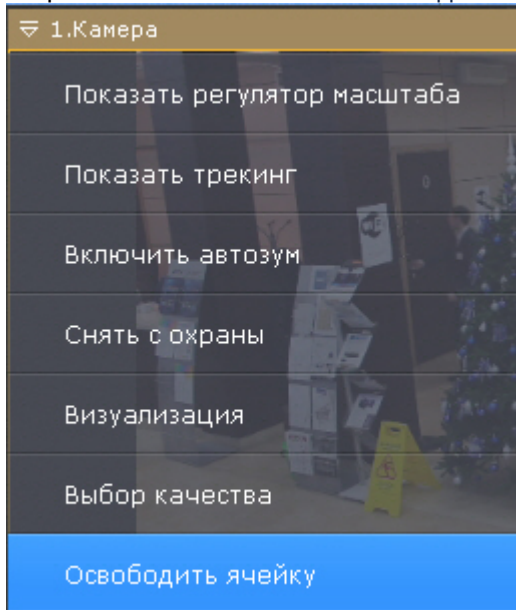 1.Камера
Показать регулятор масштаба
Показать трекинг
Включить автозум
Снять с охраны
Визуализация
Выбор качества
Освободить ячейку